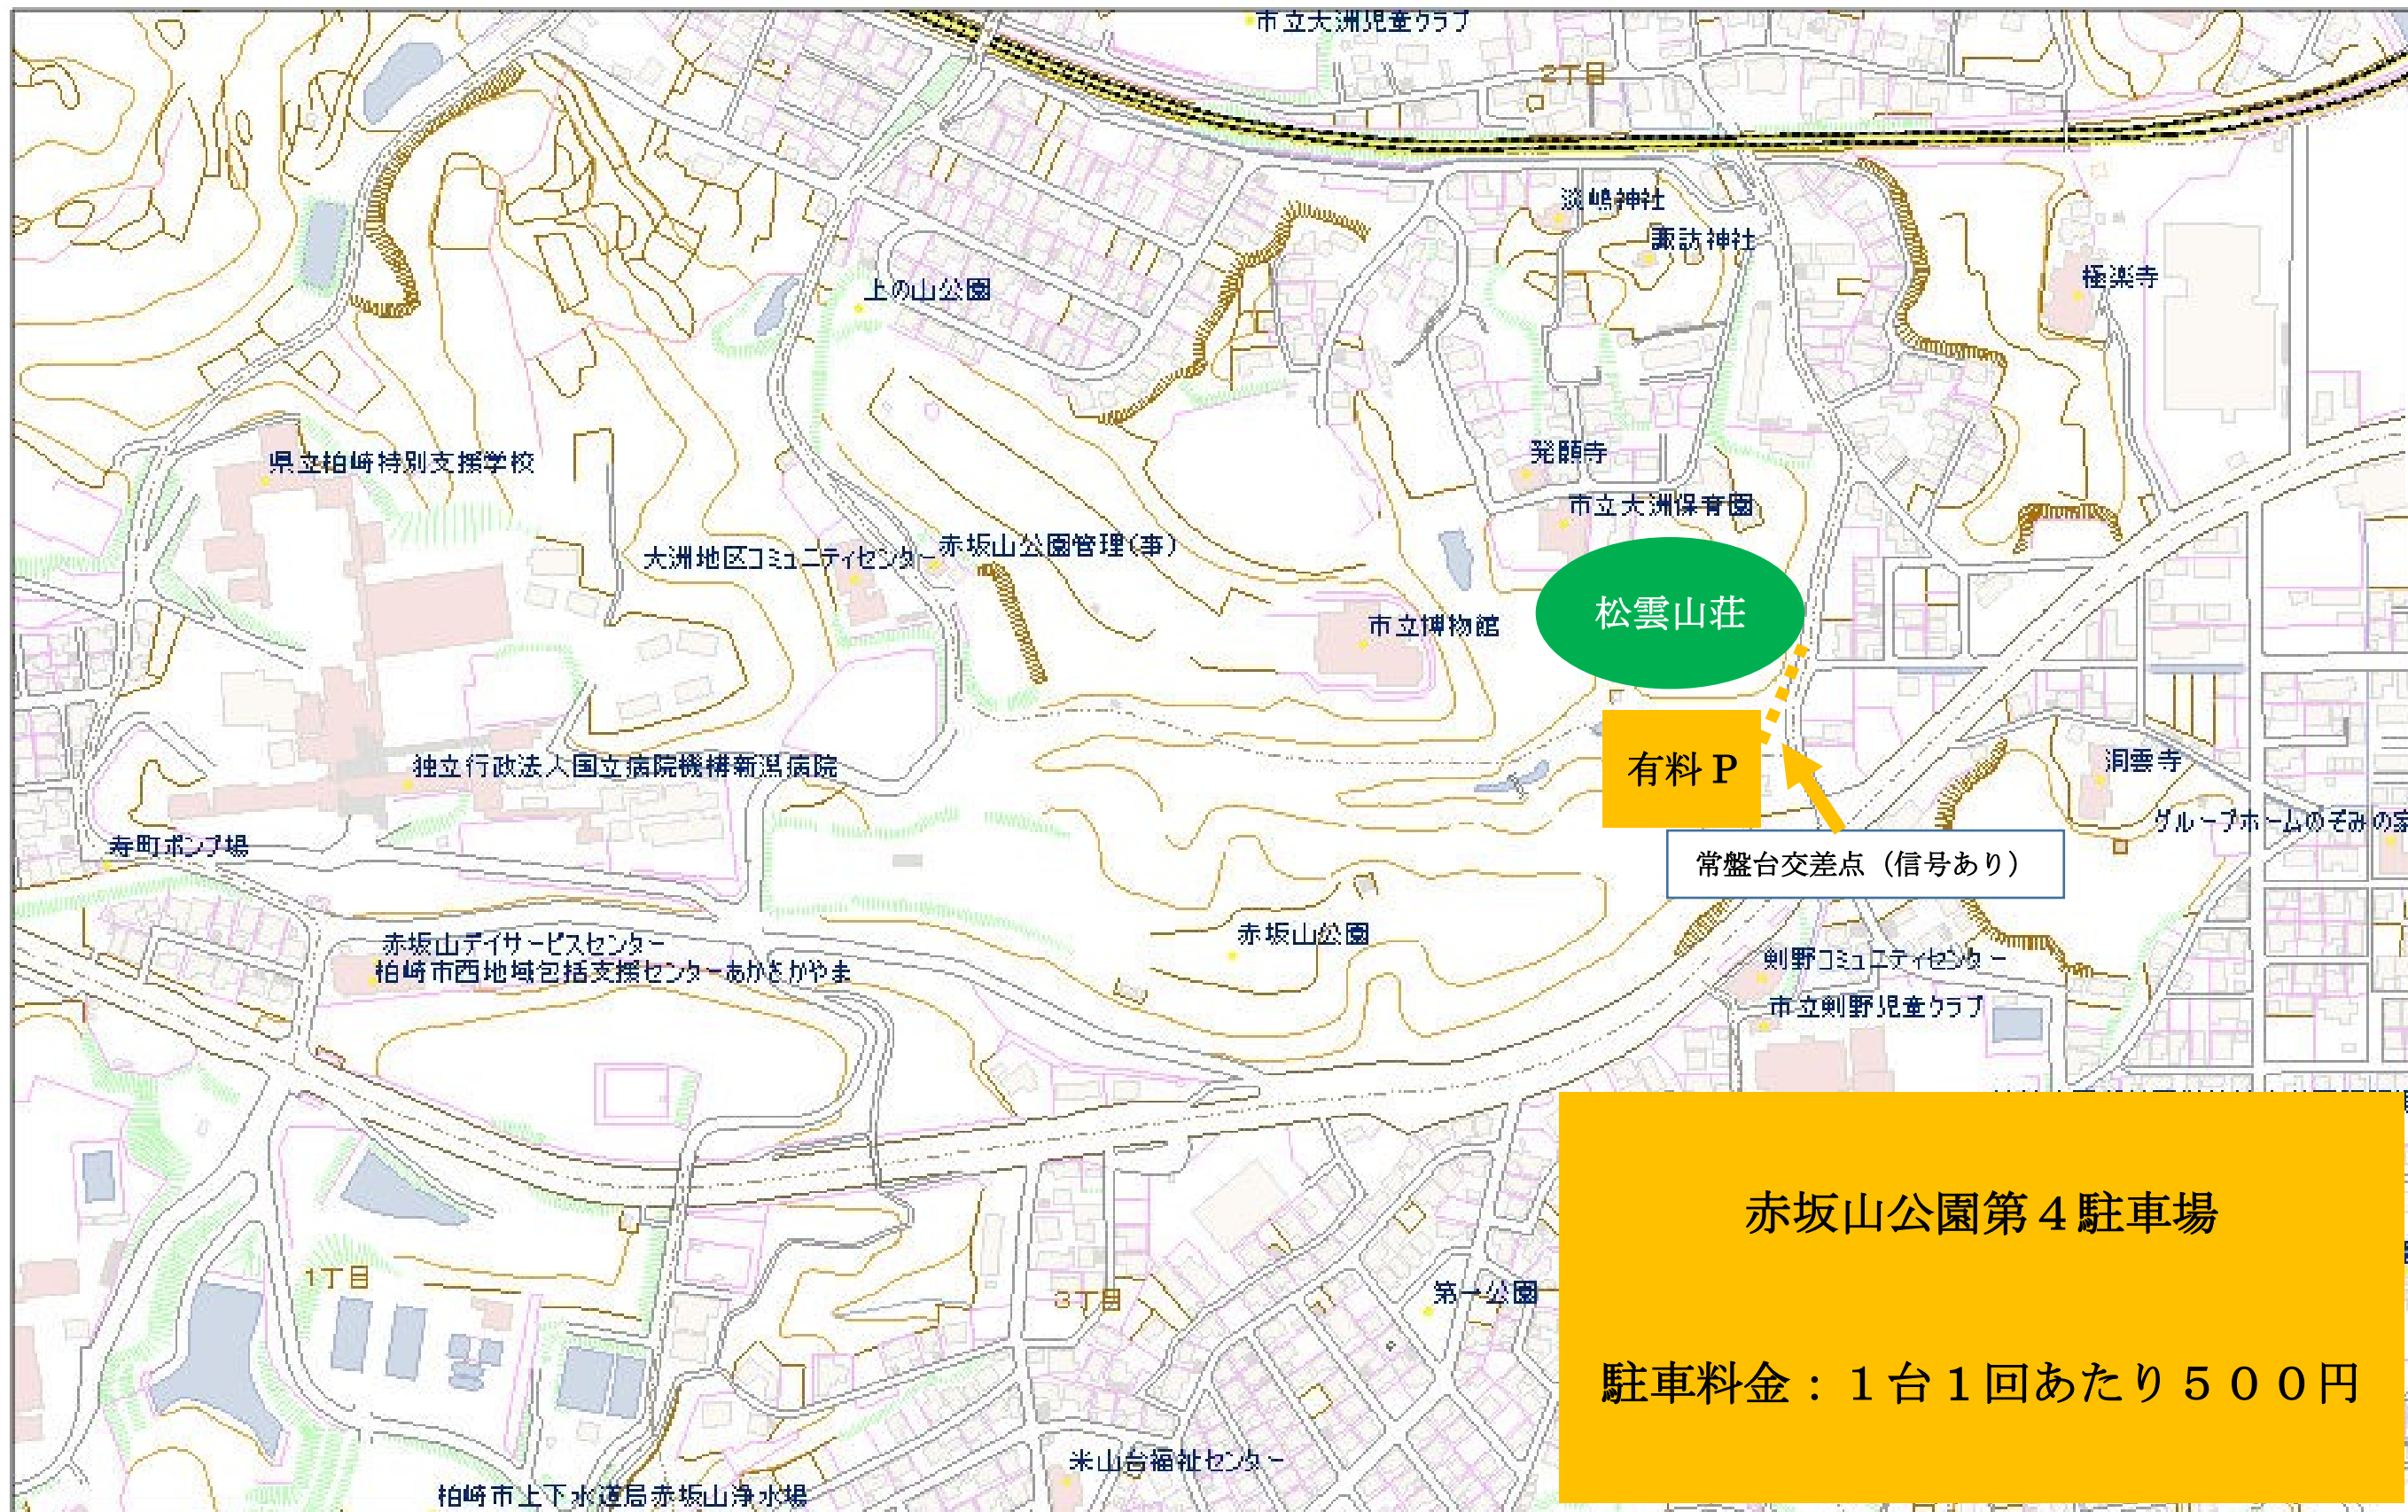 市立大洲児童クラブ
2丁目
淡嶋神社
諏訪神社
極楽寺
上の山公園
発願寺
県立柏崎特別支援学校
市立大洲保育園
赤坂山公園管理(事)
大洲地区コミュニティセンター
松雲山荘
市立博物館
有料P
洞雲寺
独立行政法人国立病院機構新潟病院
グループホームのぞみの家
寿町ポンプ場
常盤台交差点（信号あり）
赤坂山公園
赤坂山デイサービスセンター
柏崎市西地域包括支援センターあかさかやま
剣野コミュニティセンター
市立剣野児童クラブ
赤坂山公園第４駐車場
1丁目
3丁目
第一公園
駐車料金：１台１回あたり５００円
米山台福祉センター
柏崎市上下水道局赤坂山浄水場